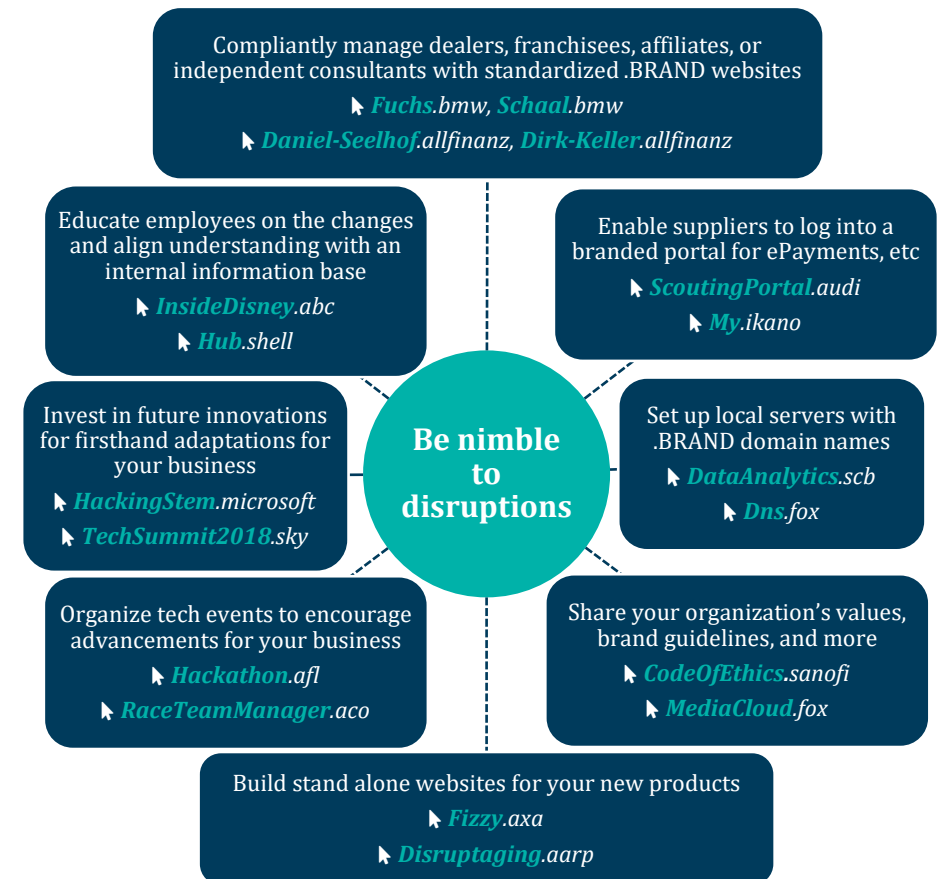 Compliantly manage dealers, franchisees, affiliates, or
independent consultants with standardized .BRAND websites
Fuchs.bmw, Schaal.bmw
Daniel-Seelhof.allfinanz, Dirk-Keller.allfinanz
Educate employees on the changes
and align understanding with an
internal information base
InsideDisney.abc
Hub.shell
Enable suppliers to log into a
branded portal for ePayments, etc
ScoutingPortal.audi
My.ikano
Invest in future innovations
for firsthand adaptations for
your business
HackingStem.microsoft
TechSummit2018.sky
Be nimble
to
disruptions
Set up local servers with
.BRAND domain names
DataAnalytics.scb
Dns.fox
Organize tech events to encourage
advancements for your business
Hackathon.afl
RaceTeamManager.aco
Share your organization’s values,
brand guidelines, and more
CodeOfEthics.sanofi
MediaCloud.fox
Build stand alone websites for your new products
Fizzy.axa
Disruptaging.aarp